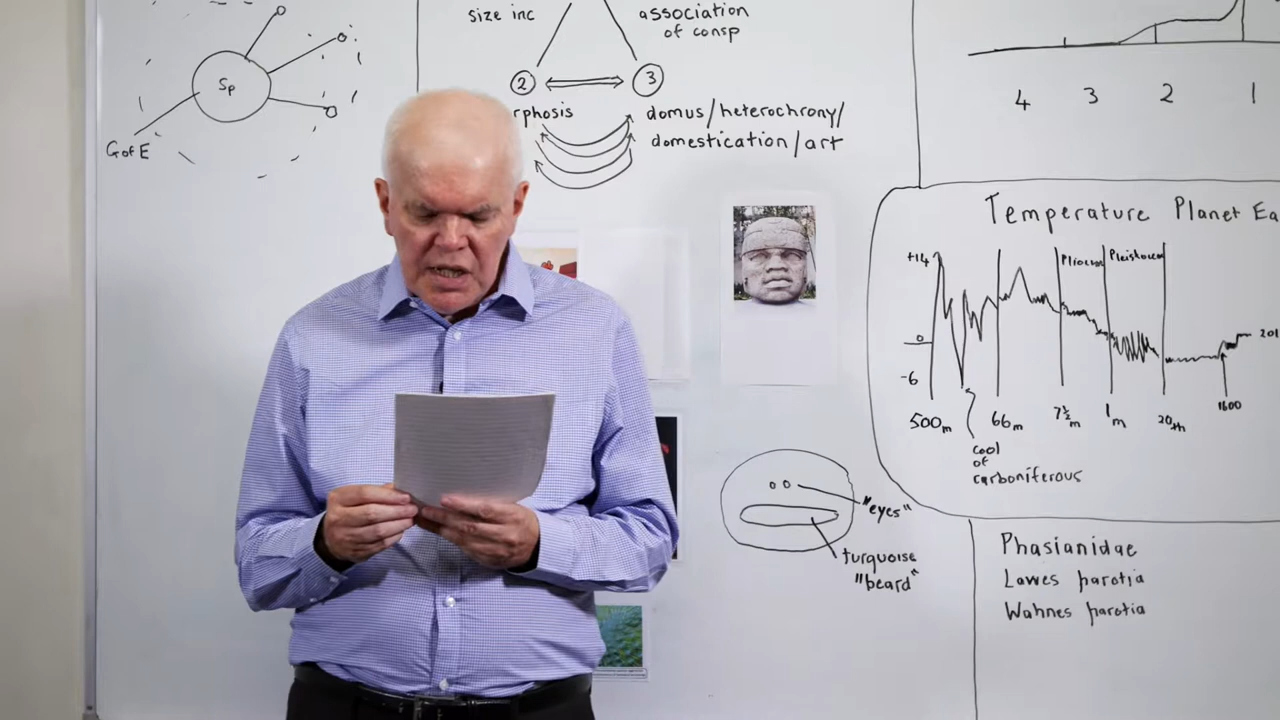 Sp
GofE
size inc
association
of consp
2
3
rphosis
domus/heterochrony/
domestication/art
4 3 2 1
Temperature Planet Ea
+14
0
-6
Pliocene
Pleistocene
201
500m
66m
7½m
1m
20th
1600
cool
of
carboniferous
"eyes"
turquoise
"beard"
Phasianidae
Lawes parotia
Wahnes parotia